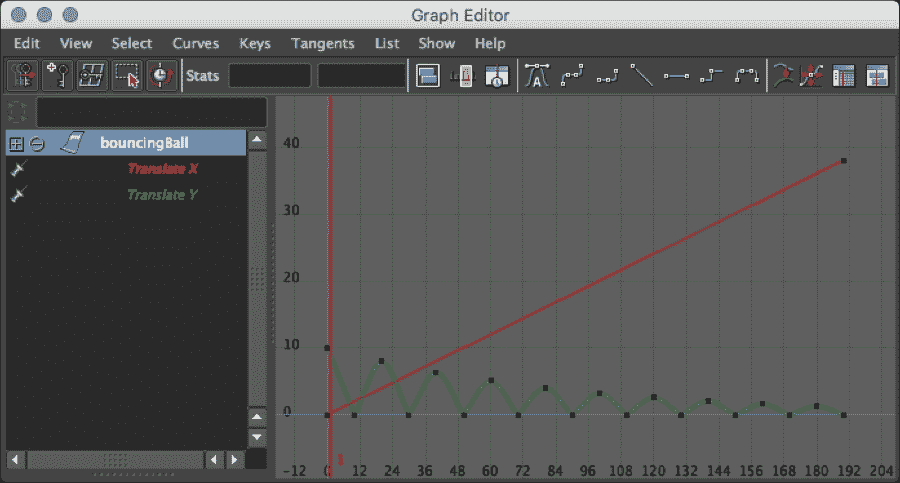 Graph Editor
Edit View Select Curves Keys Tangents List Show Help
Stats
bouncingBall
Translate X
Translate Y
40
30
20
10
0
1
-12 0 12 24 36 48 60 72 84 96 108 120 132 144 156 168 180 192 204